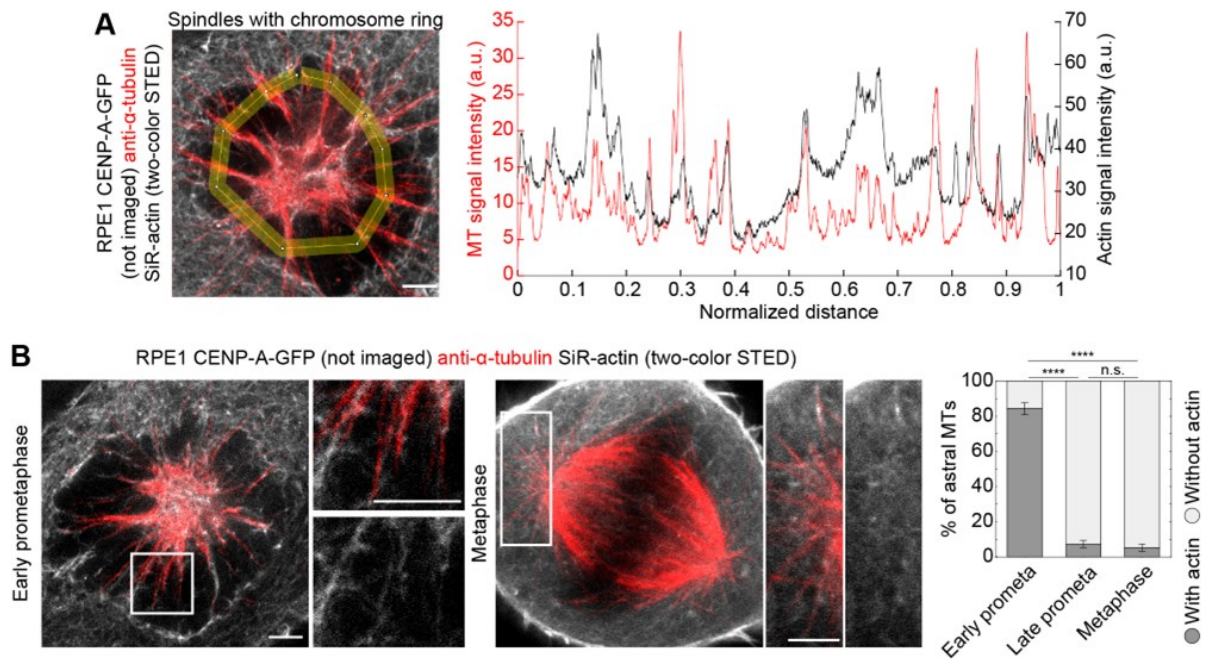 A
Spindles with chromosome ring
RPE1 CENP-A-GFP
(not imaged) anti-α-tubulin
SiR-actin (two-color STED)
MT signal intensity (a.u.)
35
30
25
20
15
10
5
0
70
60
50
40
30
20
10
Actin signal intensity (a.u.)
0 0.1 0.2 0.3 0.4 0.5 0.6 0.7 0.8 0.9 1
Normalized distance
B
RPE1 CENP-A-GFP (not imaged) anti-α-tubulin SiR-actin (two-color STED)
Early prometaphase
Metaphase
% of astral MTs
100
80
60
40
20
0
****
**** n.s.
Early prometa
Late prometa
Metaphase
With actin Without actin